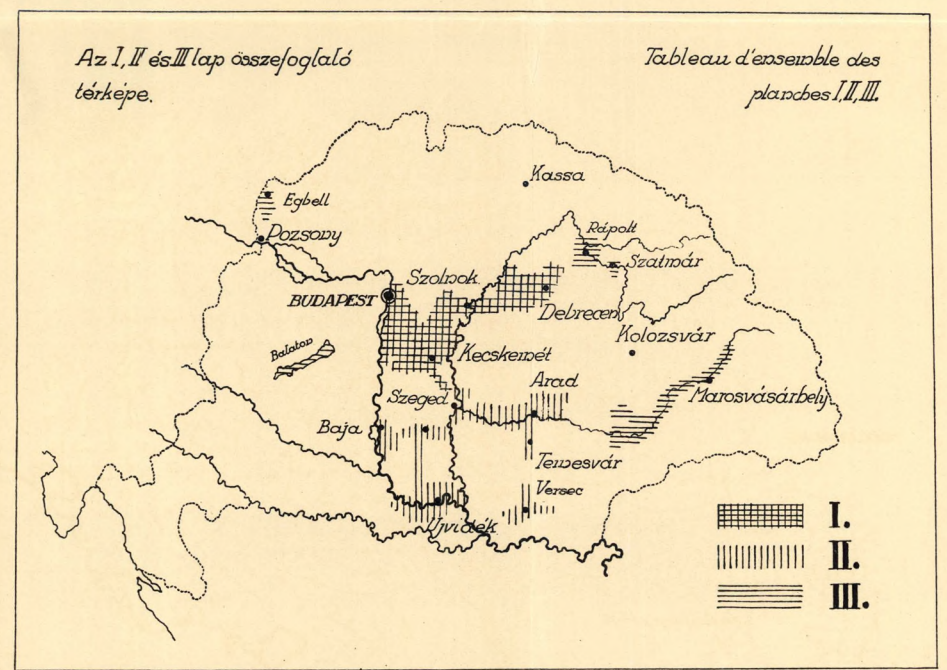 Az I, II és III lap összefoglaló
térképe.
Tableau d'ensemble des
planches I, II, III.
Kassa
Egbell
Pozsony
Rápolt
Szatmár
Szolnok
BUDAPEST
Debrecen
Kolozsvár
Balaton
Kecskemét
Arad
Marosvásárhely
Szeged
Baja
Temesvár
Versec
Ujvidék
I.
II.
III.